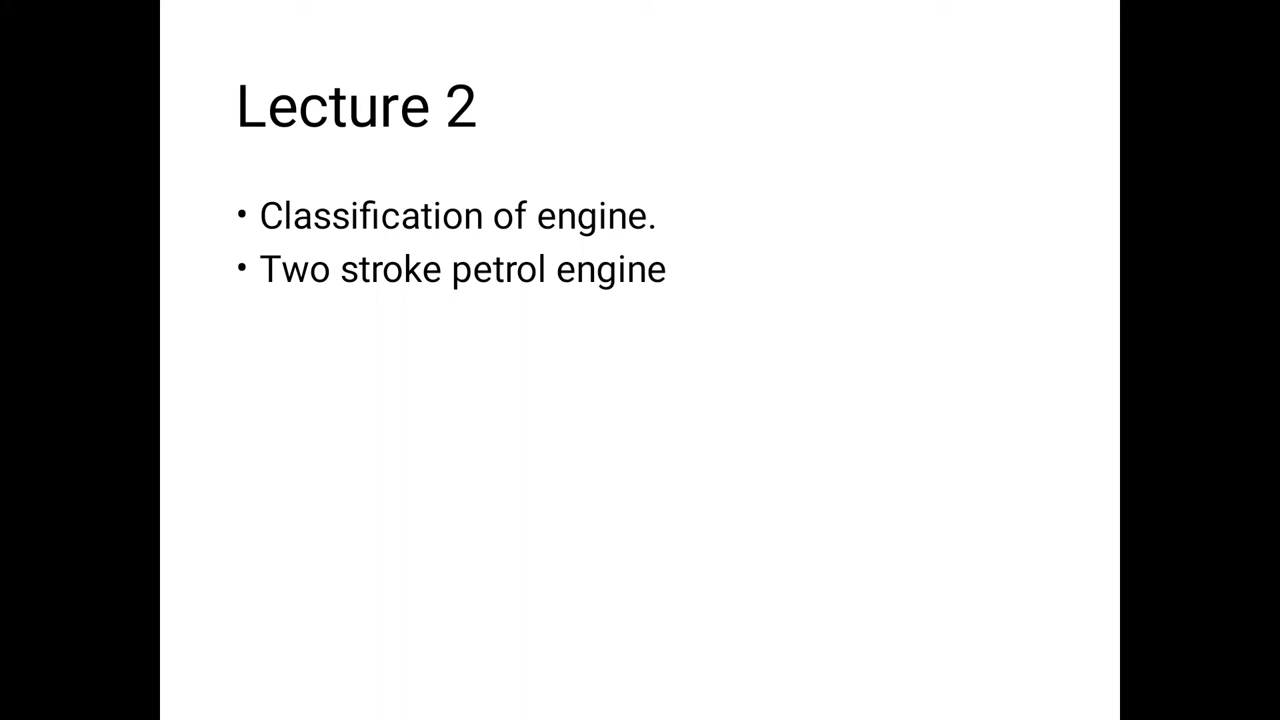 Lecture 2
• Classification of engine.
• Two stroke petrol engine